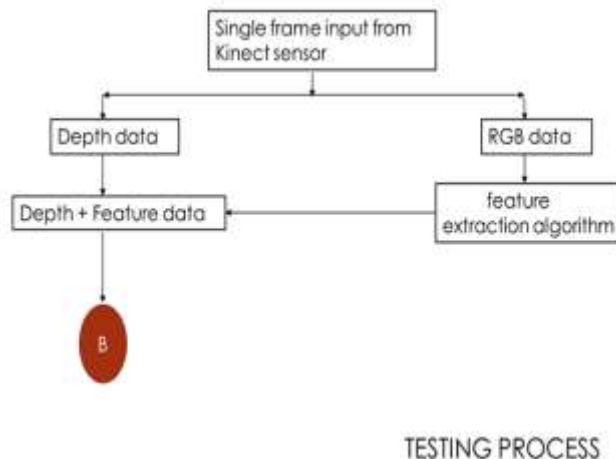 Single frame input from
Kinect sensor
Depth data
RGB data
Depth + Feature data
feature
extraction algorithm
B
TESTING PROCESS